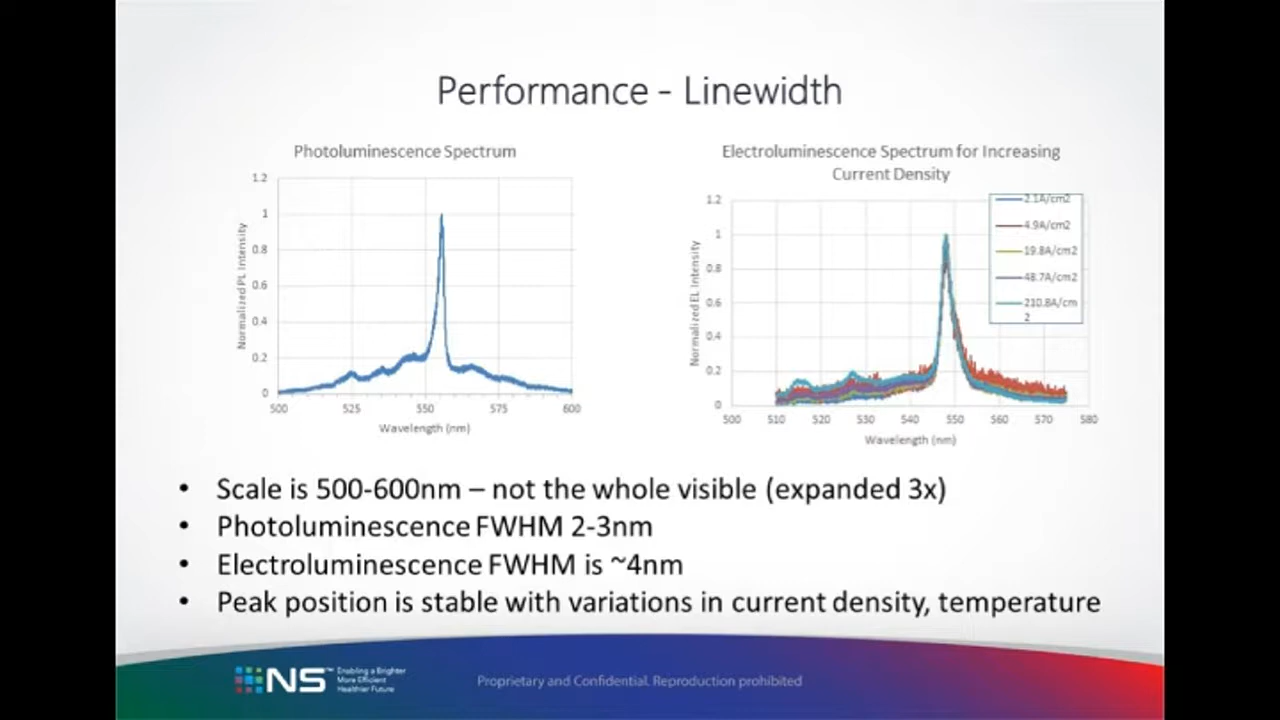 Performance - Linewidth
Photoluminescence Spectrum
1.2
1
0.8
0.6
0.4
0.2
0
Normalized PL Intensity
500
525
550
575
600
Wavelength (nm)
Electroluminescence Spectrum for Increasing
Current Density
1.2
1
0.8
0.6
0.4
0.2
0
Normalized EL Intensity
500
510
520
530
540
550
560
570
580
Wavelength (nm)
2.1A/cm2
4.9A/cm2
19.8A/cm2
48.7A/cm2
210.8A/cm
2
• Scale is 500-600nm – not the whole visible (expanded 3x)
• Photoluminescence FWHM 2-3nm
• Electroluminescence FWHM is ~4nm
• Peak position is stable with variations in current density, temperature
NS™
Enabling a Brighter
More Efficient
Healthier Future
Proprietary and Confidential. Reproduction prohibited